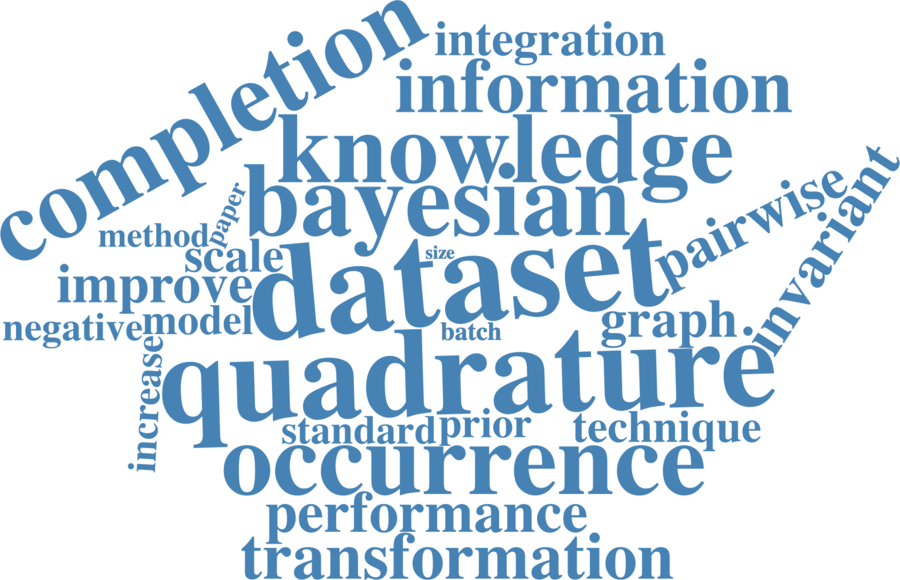 completion
integration
information
knowledge
bayesian
paper
method
scale
size
dataset
pairwise
invariant
improve
negative
model
batch
graph
increase
quadrature
standard
prior
technique
occurrence
performance
transformation